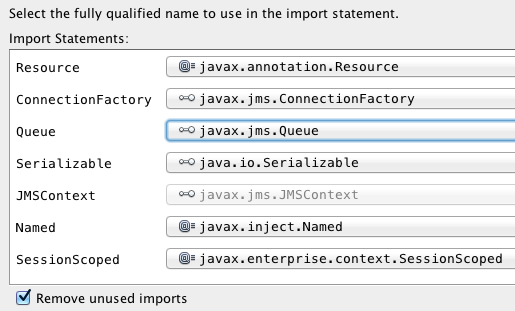 Select the fully qualified name to use in the import statement.
Import Statements:
Resource javax.annotation.Resource
ConnectionFactory javax.jms.ConnectionFactory
Queue javax.jms.Queue
Serializable java.io.Serializable
JMSContext javax.jms.JMSContext
Named javax.inject.Named
SessionScoped javax.enterprise.context.SessionScoped
Remove unused imports